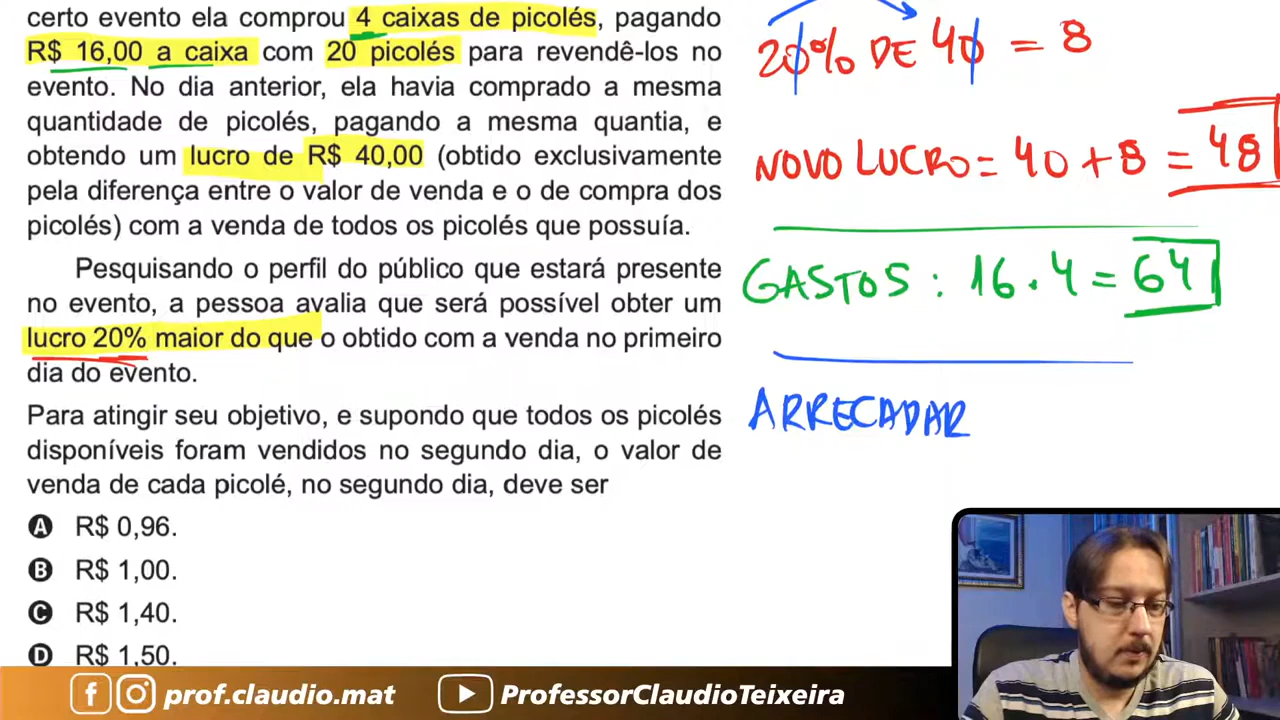 certo evento ela comprou 4 caixas de picolés, pagando
R$ 16,00 a caixa com 20 picolés para revendê-los no
evento. No dia anterior, ela havia comprado a mesma
quantidade de picolés, pagando a mesma quantia, e
obtendo um lucro de R$ 40,00 (obtido exclusivamente
pela diferença entre o valor de venda e o de compra dos
picolés) com a venda de todos os picolés que possuía.
Pesquisando o perfil do público que estará presente
no evento, a pessoa avalia que será possível obter um
lucro 20% maior do que o obtido com a venda no primeiro
dia do evento.
Para atingir seu objetivo, e supondo que todos os picolés
disponíveis foram vendidos no segundo dia, o valor de
venda de cada picolé, no segundo dia, deve ser
A R$ 0,96.
B R$ 1,00.
C R$ 1,40.
D R$ 1,50.
20% DE 40 = 8
NOVO LUCRO = 40 + 8 = 48
GASTOS : 16 . 4 = 64
ARRECADAR
prof.claudio.mat
ProfessorClaudioTeixeira